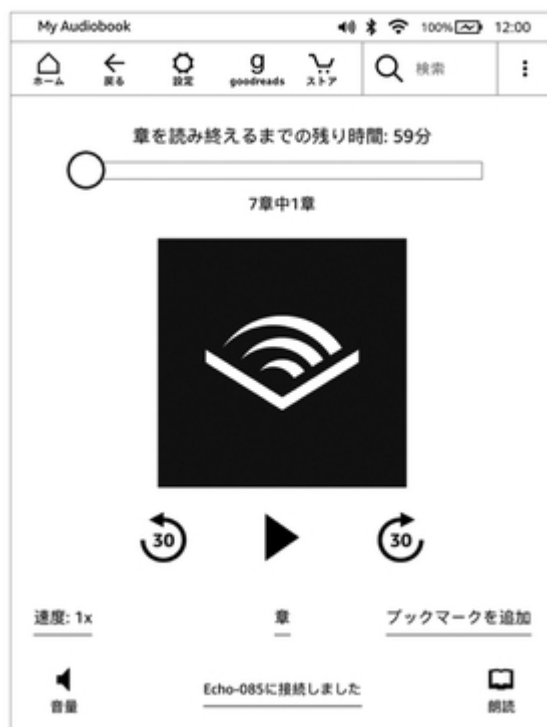 My Audiobook 100% 12:00
ホーム 戻る 設定 goodreads ストア 検索
章を読み終えるまでの残り時間: 59分
7章中1章
30 30
速度: 1x 章 ブックマークを追加
音量 Echo-085に接続しました 朗読